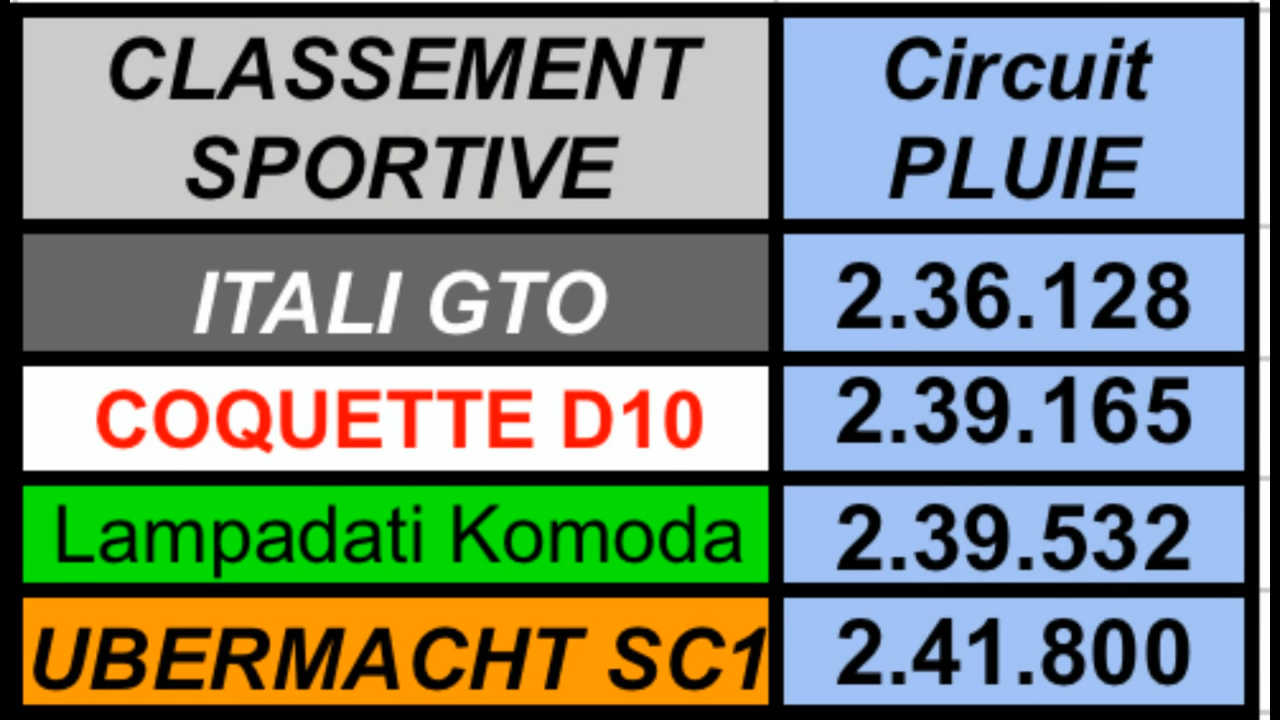 CLASSEMENT
SPORTIVE
Circuit
PLUIE
ITALI GTO
2.36.128
COQUETTE D10
2.39.165
Lampadati Komoda
2.39.532
UBERMACHT SC1
2.41.800